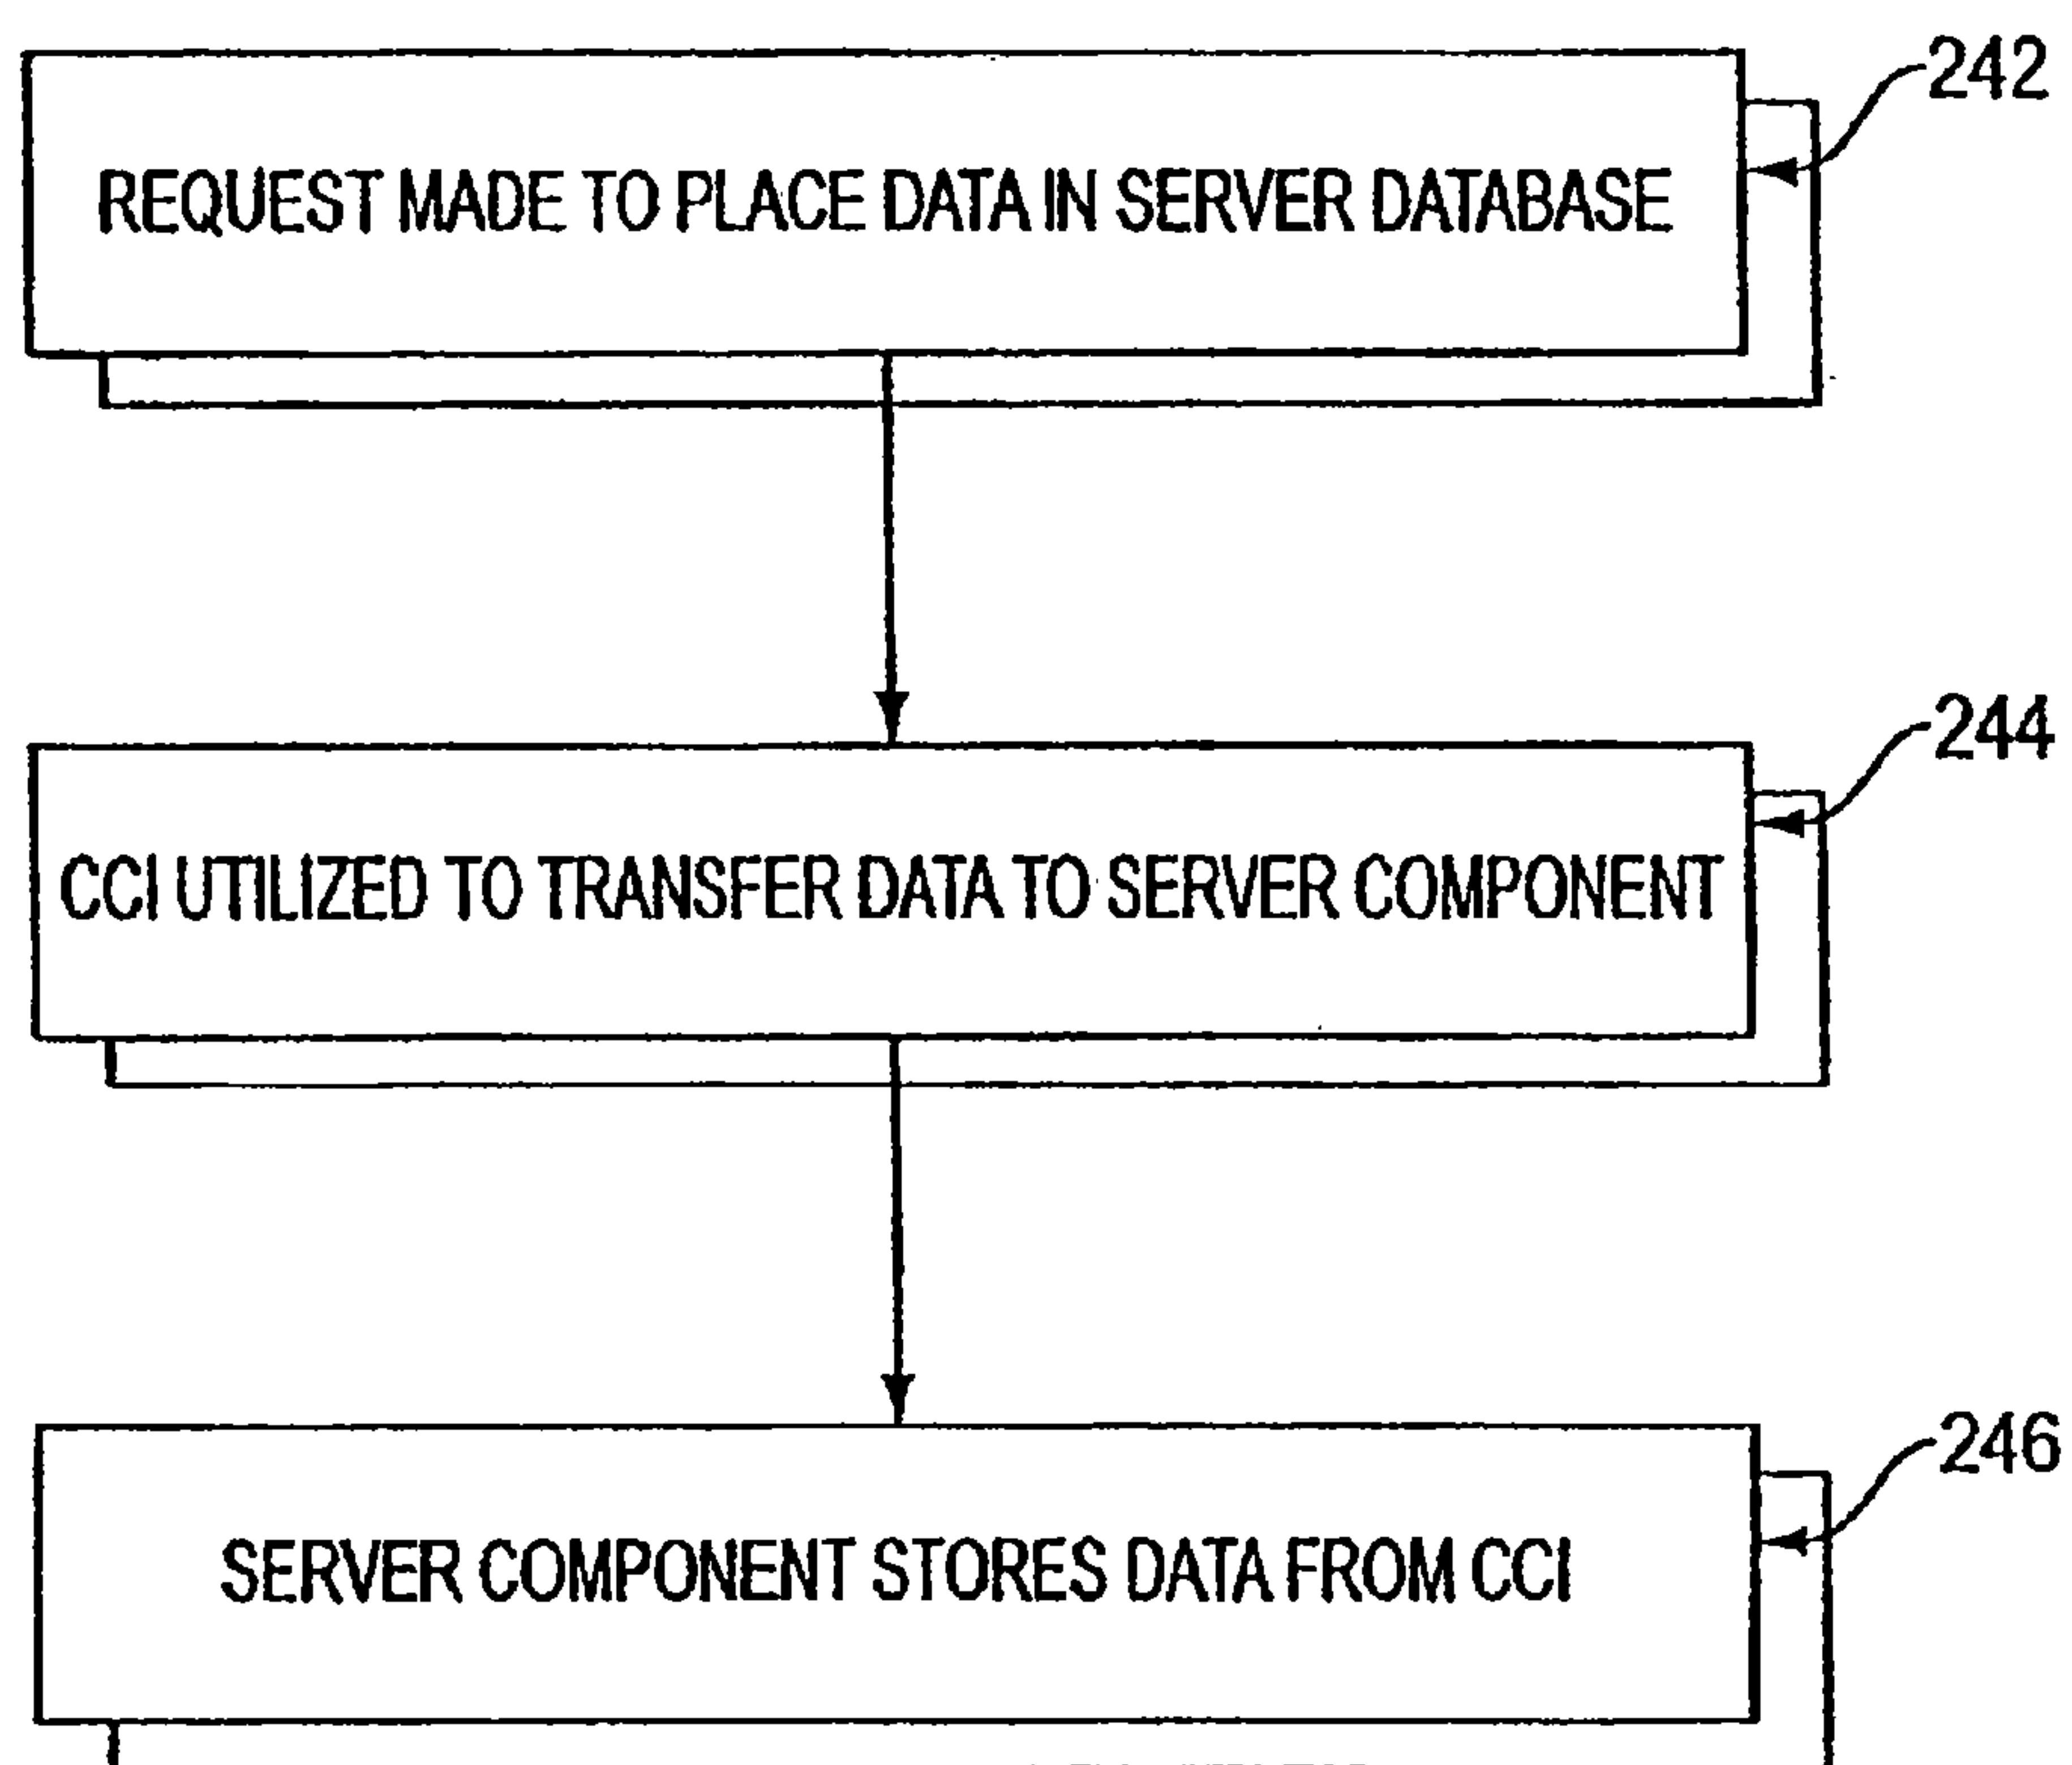 242
REQUEST MADE TO PLACE DATA IN SERVER DATABASE
244
CCI UTILIZED TO TRANSFER DATA TO SERVER COMPONENT
246
SERVER COMPONENT STORES DATA FROM CCI